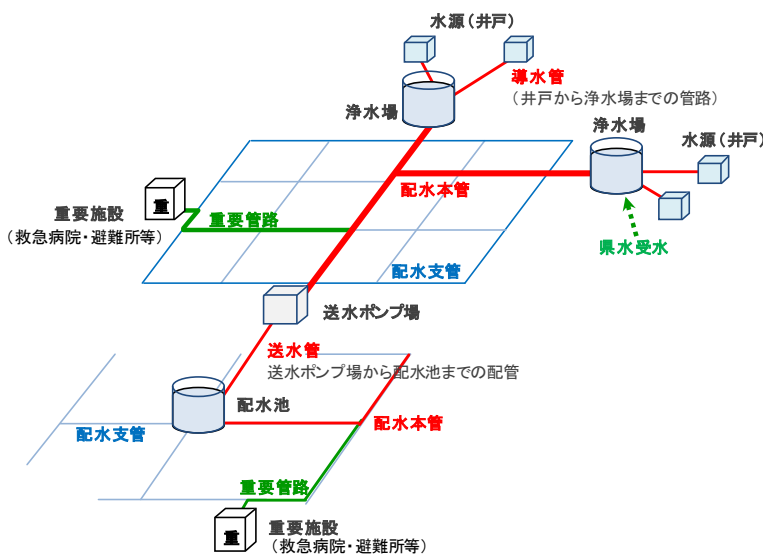 水源（井戸）
導水管
（井戸から浄水場までの管路）
浄水場
浄水場
水源（井戸）
配水本管
重
重要施設
（救急病院・避難所等）
重要管路
県水受水
配水支管
送水ポンプ場
送水管
送水ポンプ場から配水池までの配管
配水池
配水支管
配水本管
重要管路
重
重要施設
（救急病院・避難所等）